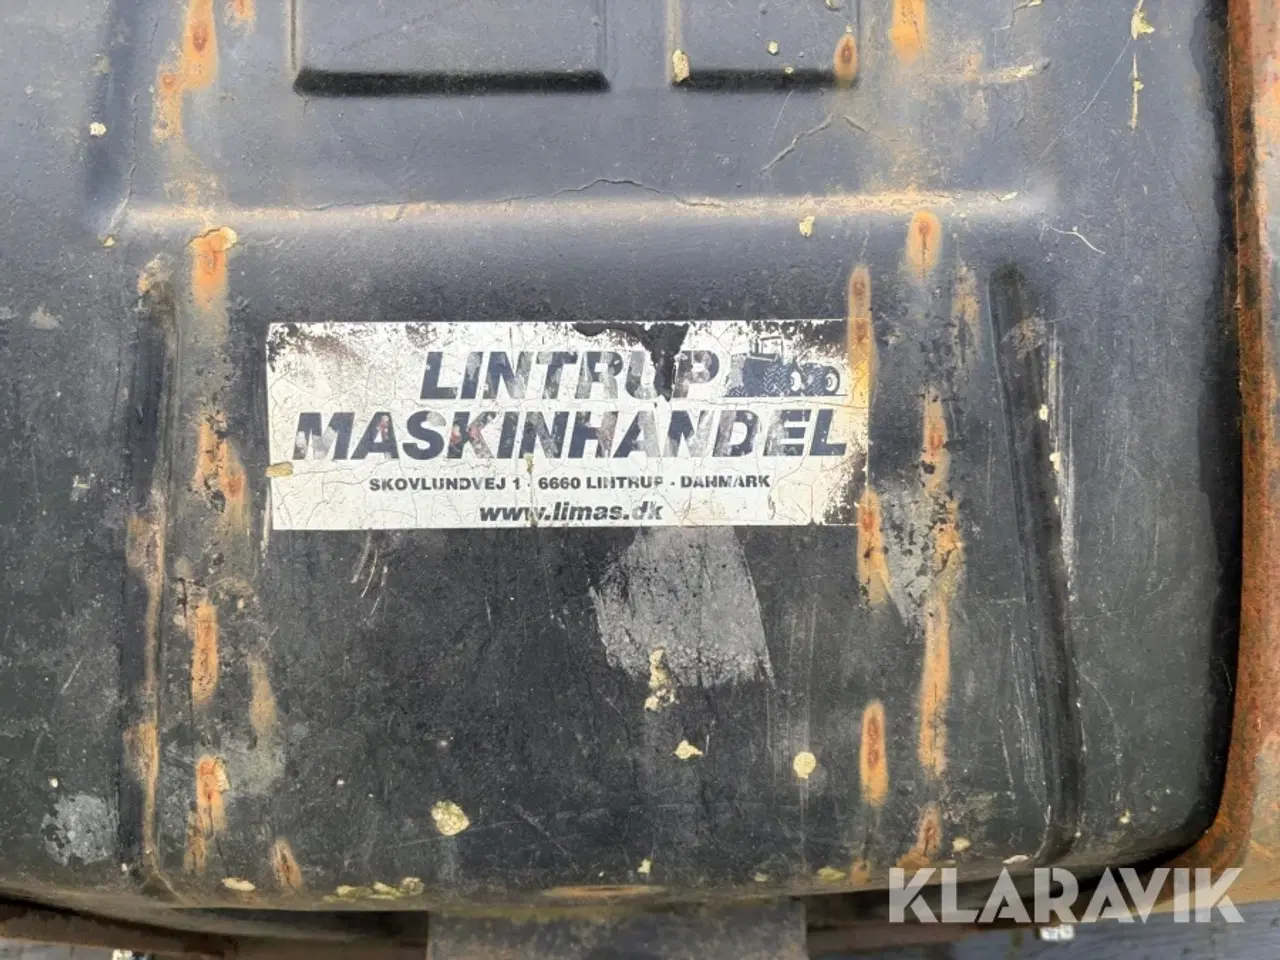 LINTRUP
MASKINHANDEL
SKOVLUNDVEJ 1 - 6660 LINTRUP - DANMARK
www.limas.dk
KLARAVIK